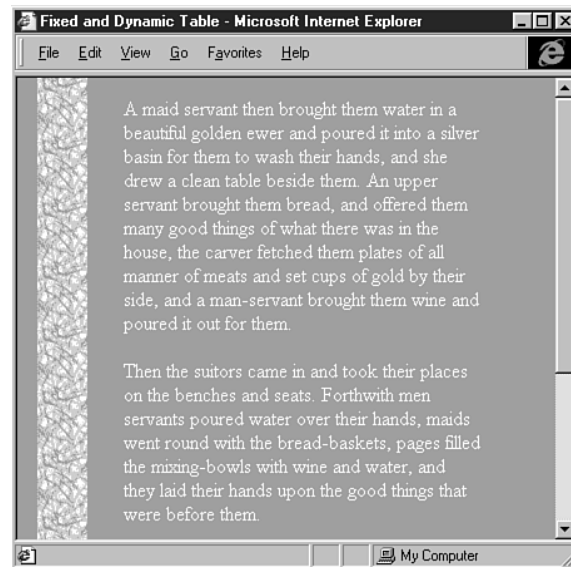 Fixed and Dynamic Table - Microsoft Internet Explorer
File Edit View Go Favorites Help
A maid servant then brought them water in a
beautiful golden ewer and poured it into a silver
basin for them to wash their hands, and she
drew a clean table beside them. An upper
servant brought them bread, and offered them
many good things of what there was in the
house, the carver fetched them plates of all
manner of meats and set cups of gold by their
side, and a man-servant brought them wine and
poured it out for them.
Then the suitors came in and took their places
on the benches and seats. Forthwith men
servants poured water over their hands, maids
went round with the bread-baskets, pages filled
the mixing-bowls with wine and water, and
they laid their hands upon the good things that
were before them.
My Computer